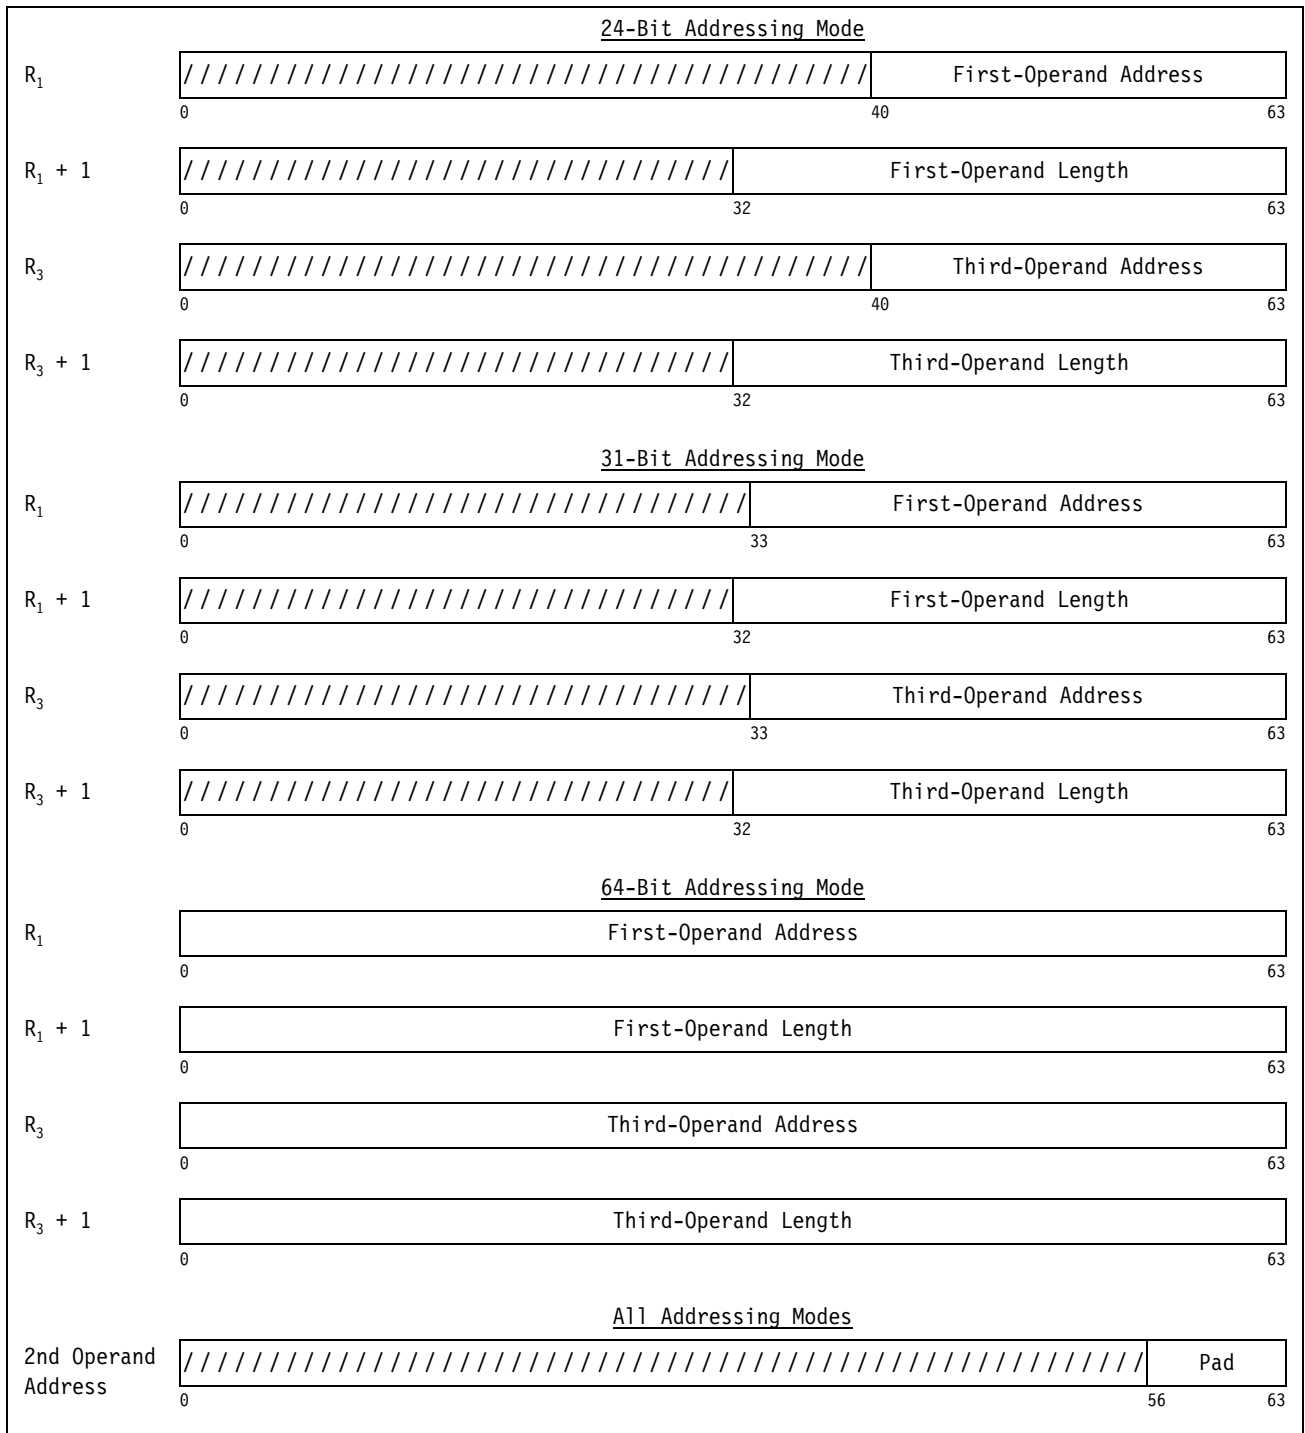 24-Bit Addressing Mode
R₁ ////////////////////////////////////////  First-Operand Address
0 40 63
R₁ + 1 ////////////////////////////////  First-Operand Length
0 32 63
R₃ ////////////////////////////////////////  Third-Operand Address
0 40 63
R₃ + 1 ////////////////////////////////  Third-Operand Length
0 32 63
31-Bit Addressing Mode
R₁ /////////////////////////////////  First-Operand Address
0 33 63
R₁ + 1 ////////////////////////////////  First-Operand Length
0 32 63
R₃ /////////////////////////////////  Third-Operand Address
0 33 63
R₃ + 1 ////////////////////////////////  Third-Operand Length
0 32 63
64-Bit Addressing Mode
R₁ First-Operand Address
0 63
R₁ + 1 First-Operand Length
0 63
R₃ Third-Operand Address
0 63
R₃ + 1 Third-Operand Length
0 63
All Addressing Modes
2nd Operand ////////////////////////////////////////////////////////  Pad
Address
0 56 63